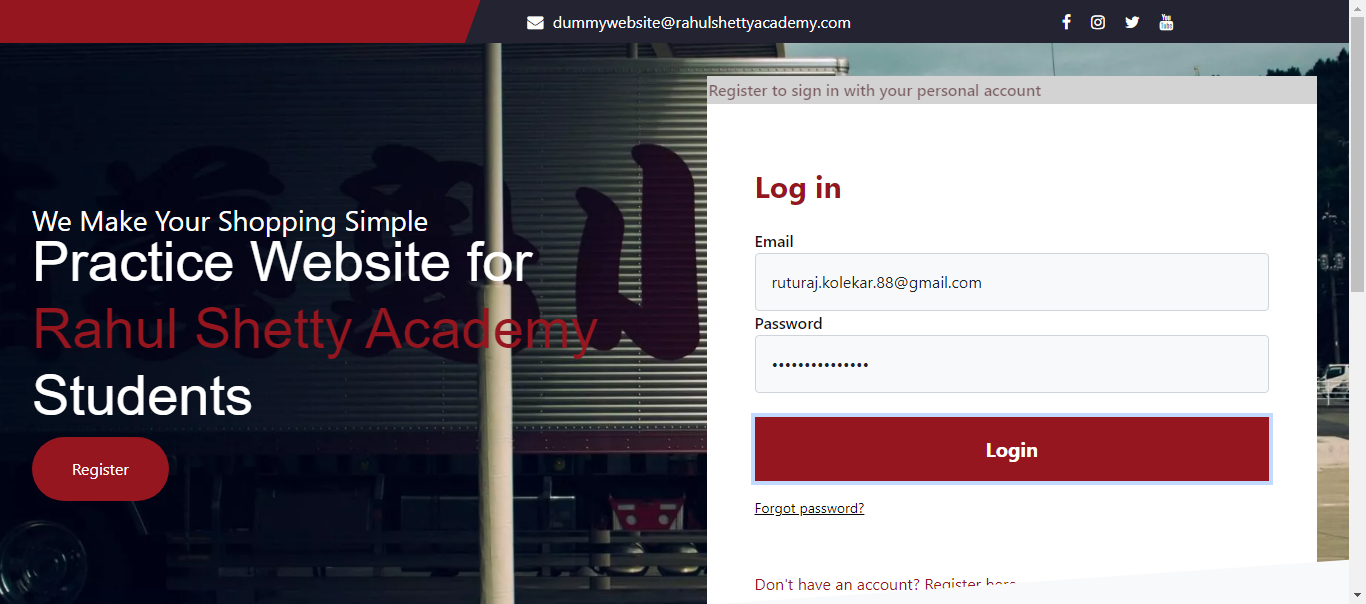 dummywebsite@rahulshettyacademy.com
Register to sign in with your personal account
We Make Your Shopping Simple
Practice Website for
Rahul Shetty Academy
Students
Register
Log in
Email
ruturaj.kolekar.88@gmail.com
Password
•••••••••••••••
Login
Forgot password?
Don't have an account? Register here